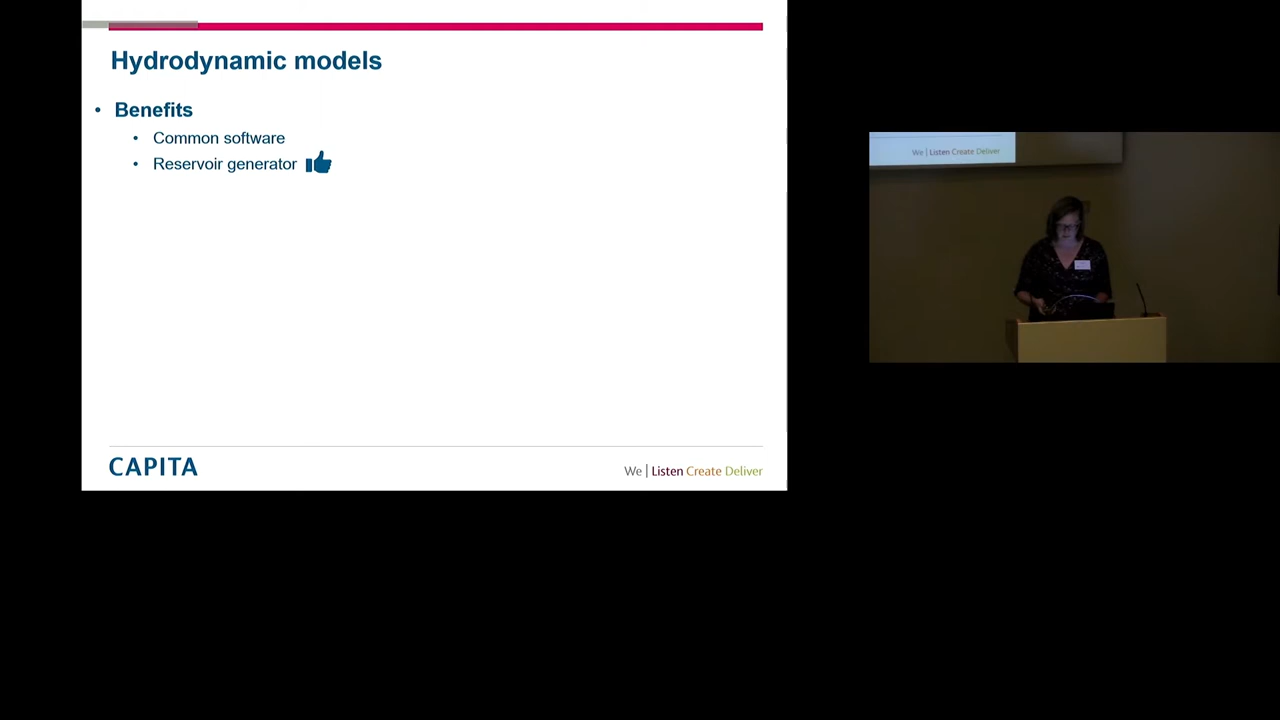 Hydrodynamic models
• Benefits
• Common software
• Reservoir generator
CAPITA
We | Listen Create Deliver
We | Listen Create Deliver